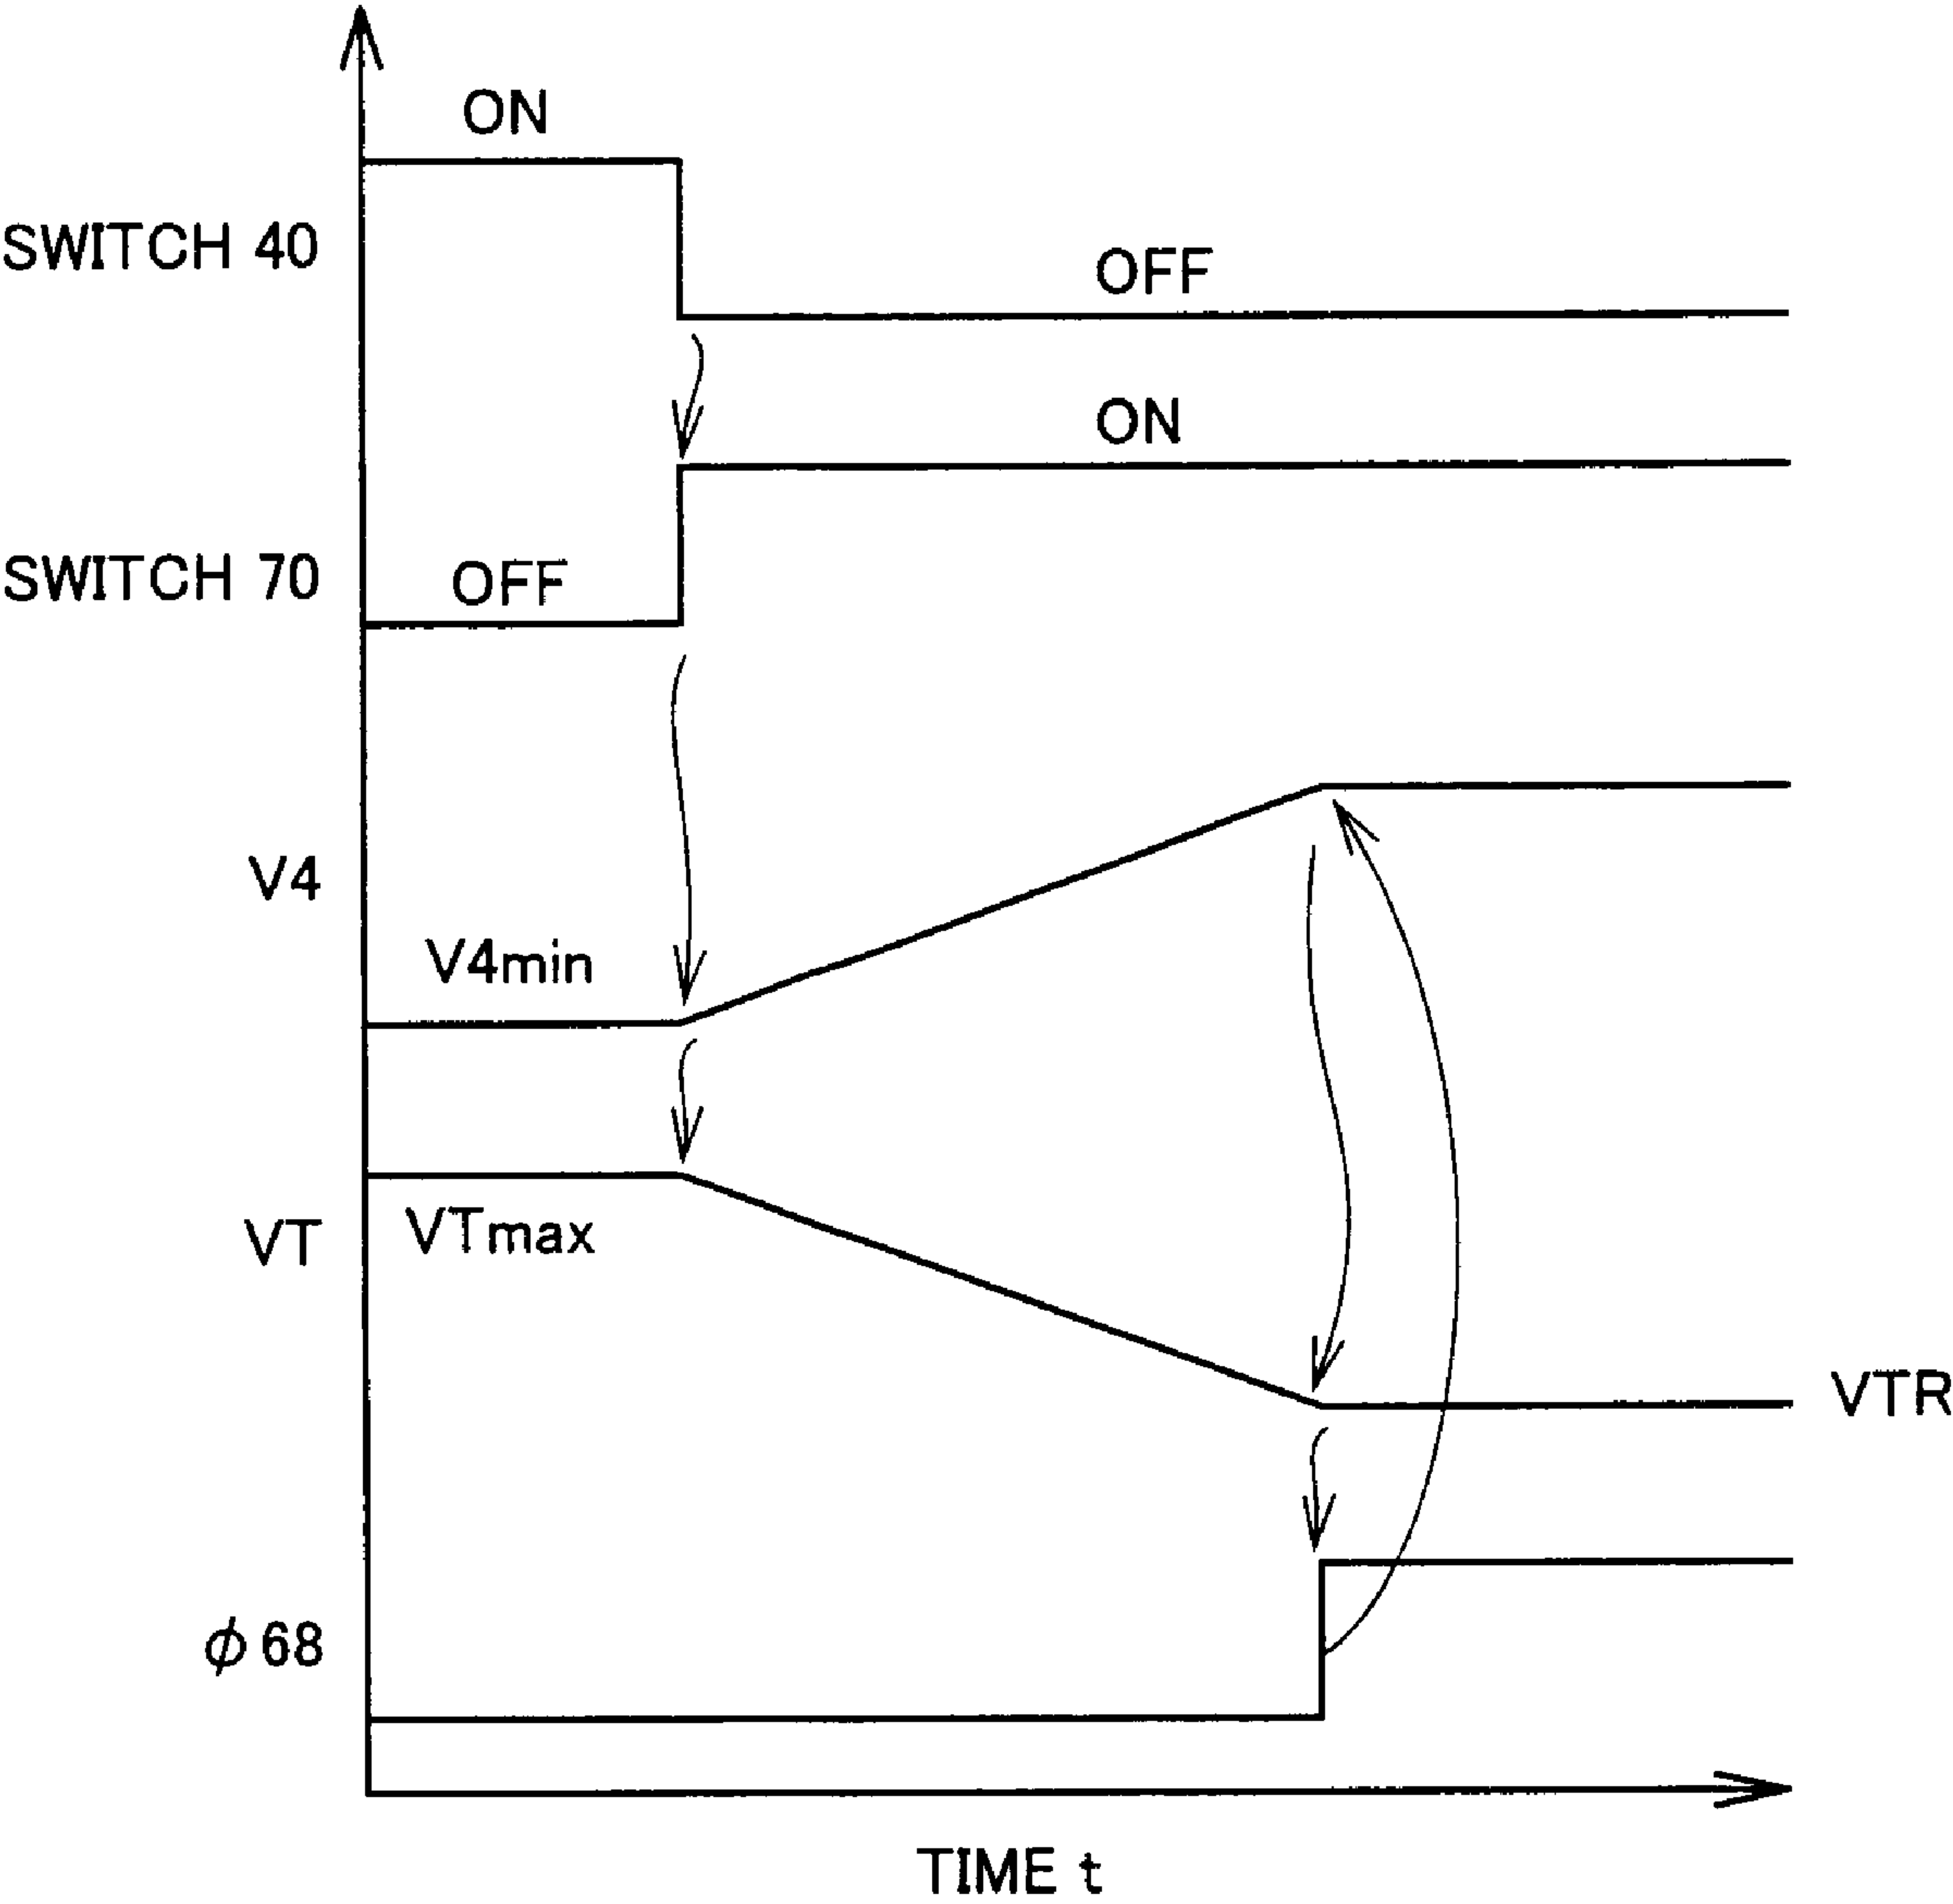 ON
SWITCH 40
OFF
ON
SWITCH 70
OFF
V4
V4min
VT
VTmax
VTR
ϕ68
TIME t